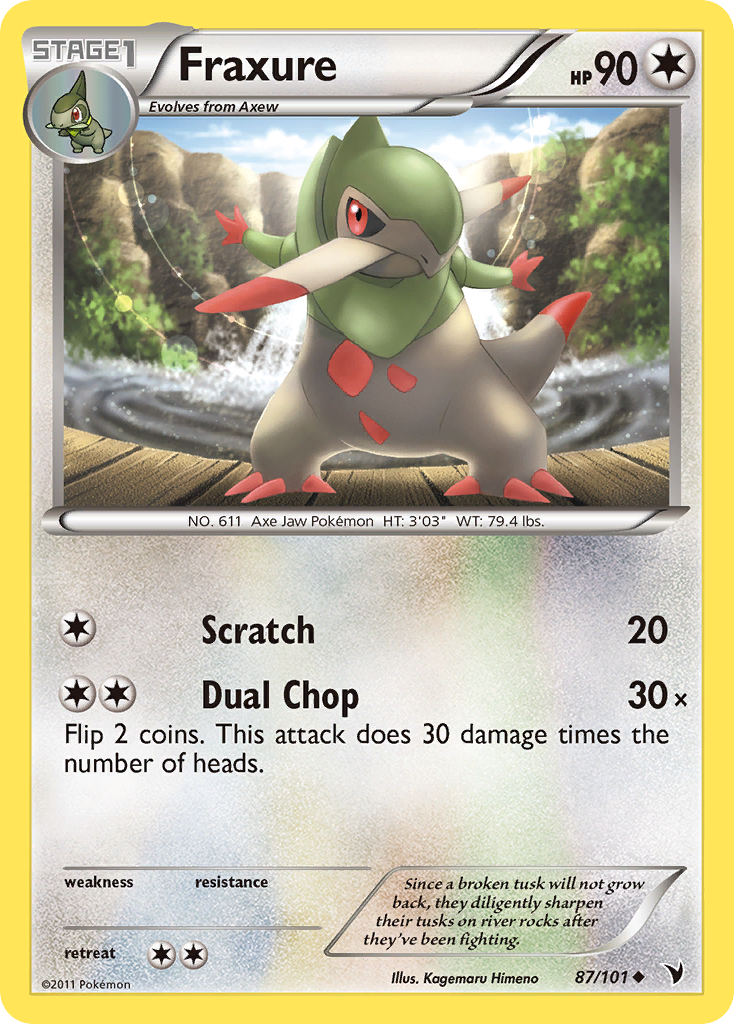 STAGE1
Fraxure
HP 90
Evolves from Axew
NO. 611 Axe Jaw Pokémon HT: 3'03" WT: 79.4 lbs.
Scratch 20
Dual Chop 30×
Flip 2 coins. This attack does 30 damage times the
number of heads.
weakness resistance
retreat
Since a broken tusk will not grow
back, they diligently sharpen
their tusks on river rocks after
they've been fighting.
©2011 Pokémon
Illus. Kagemaru Himeno
87/101